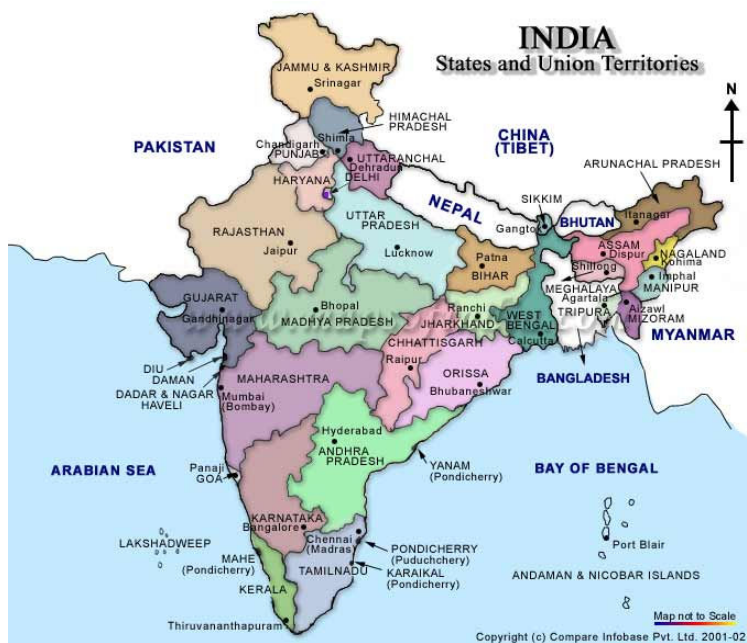 INDIA
States and Union Territories
N
JAMMU & KASHMIR
Srinagar
HIMACHAL
PRADESH
PAKISTAN
Chandigarh
PUNJAB
Shimla
CHINA
(TIBET)
UTTARANCHAL
Dehradun
ARUNACHAL PRADESH
HARYANA
DELHI
NEPAL
SIKKIM
Gangtok
BHUTAN
Itanagar
RAJASTHAN
Jaipur
UTTAR
PRADESH
Lucknow
ASSAM
Dispur
NAGALAND
Kohima
Patna
BIHAR
Shillong
MEGHALAYA
Imphal
MANIPUR
Agartala
TRIPURA
Aizawl
MIZORAM
GUJARAT
Gandhinagar
Bhopal
MADHYA PRADESH
Ranchi
JHARKHAND
WEST
BENGAL
Calcutta
MYANMAR
CHHATTISGARH
Raipur
DIU
DAMAN
DADAR & NAGAR
HAVELI
MAHARASHTRA
Mumbai
(Bombay)
ORISSA
Bhubaneshwar
BANGLADESH
Hyderabad
ANDHRA
PRADESH
ARABIAN SEA
Panaji
GOA
YANAM
(Pondicherry)
BAY OF BENGAL
KARNATAKA
Bangalore
LAKSHADWEEP
MAHE
(Pondicherry)
Chennai
(Madras)
PONDICHERRY
(Puduchchery)
KARAIKAL
(Pondicherry)
TAMILNADU
KERALA
Thiruvananthapuram
Port Blair
ANDAMAN & NICOBAR ISLANDS
Map not to Scale
Copyright (c) Compare Infobase Pvt. Ltd. 2001-02